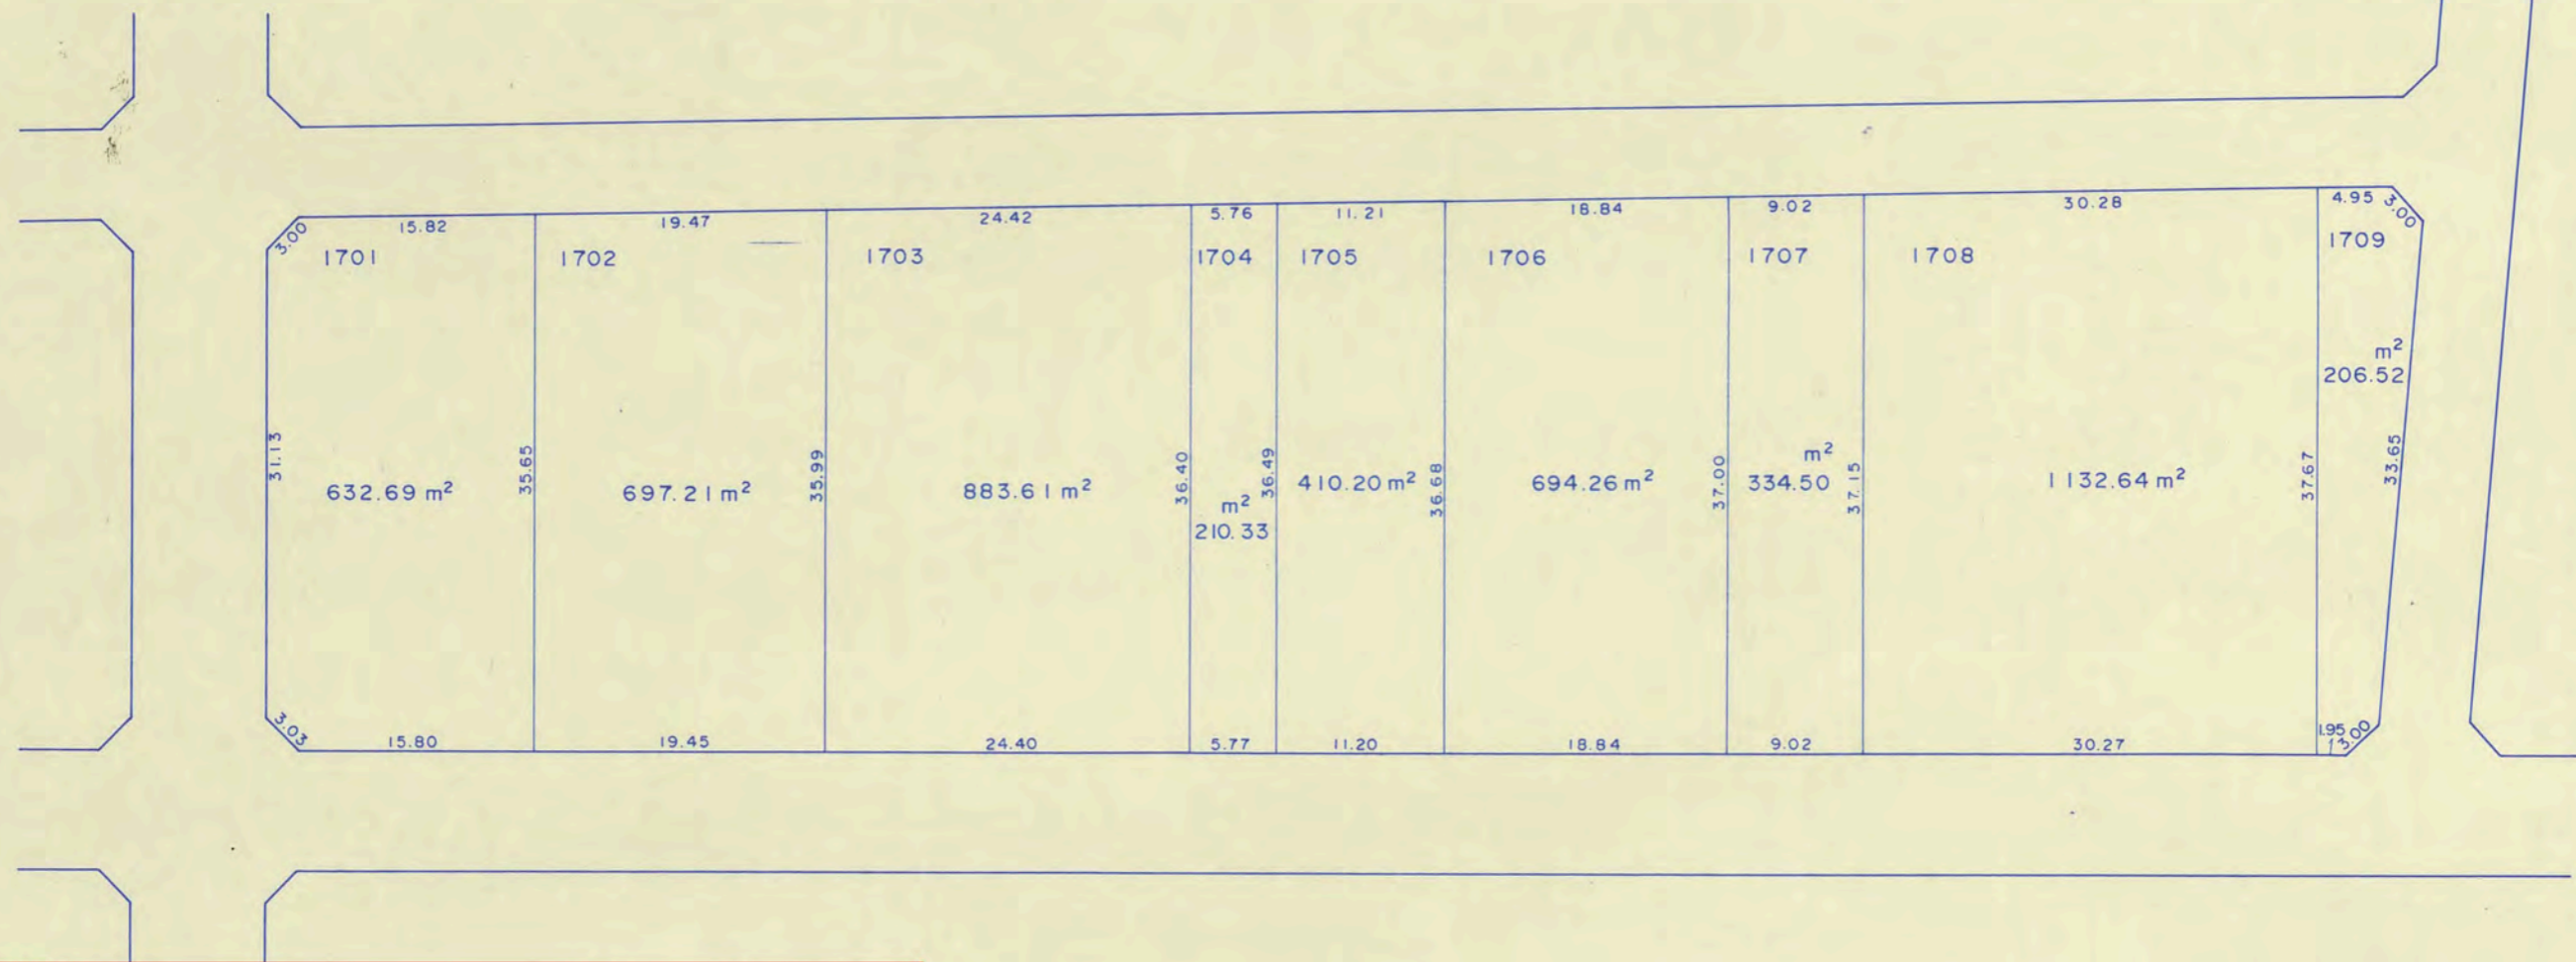 15.82 19.47 24.42 5.76 11.21 18.84 9.02 30.28 4.95
3.00 3.00
1701 1702 1703 1704 1705 1706 1707 1708 1709
31.13 35.65 35.99 36.40 36.49 36.68 37.00 37.15 37.67 33.65
632.69 m²
697.21 m²
883.61 m²
m²
210.33
410.20 m²
694.26 m²
m²
334.50
1132.64 m²
m²
206.52
3.03 3.00
15.80 19.45 24.40 5.77 11.20 18.84 9.02 30.27 1.95